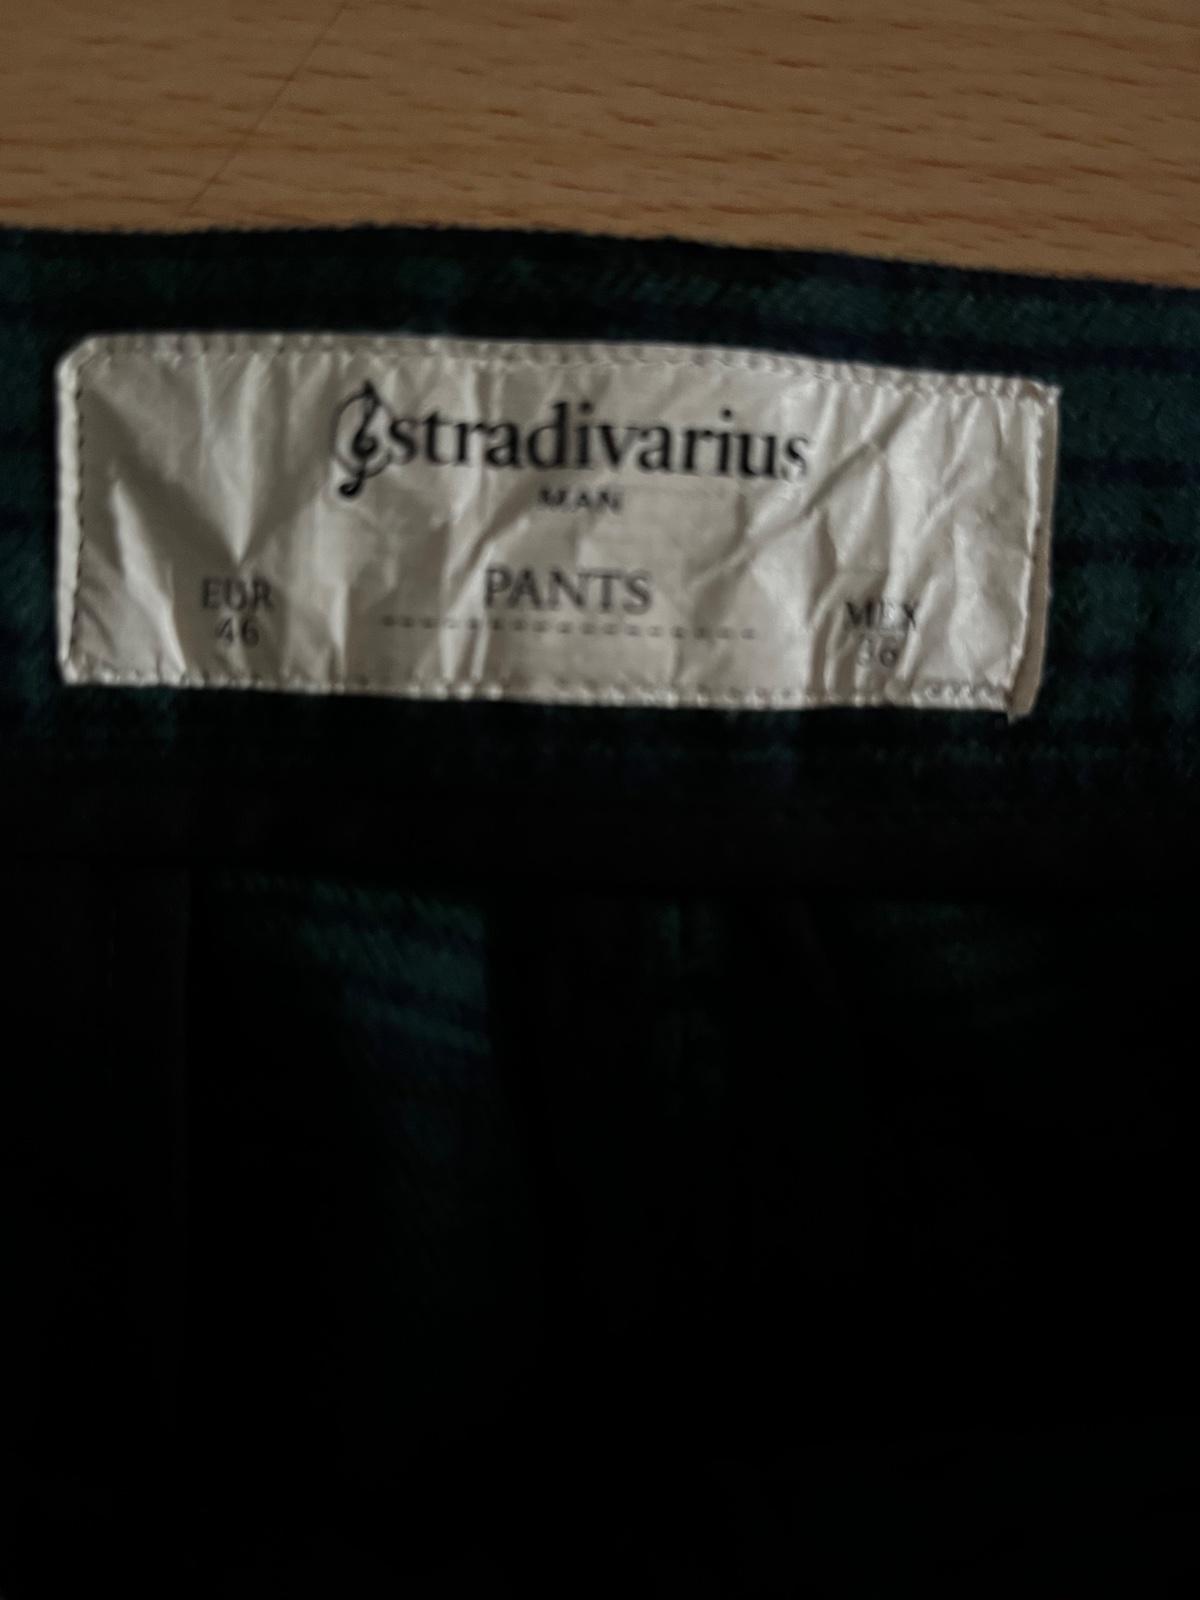 stradivarius
MAN
PANTS
EUR
46
MEX
36